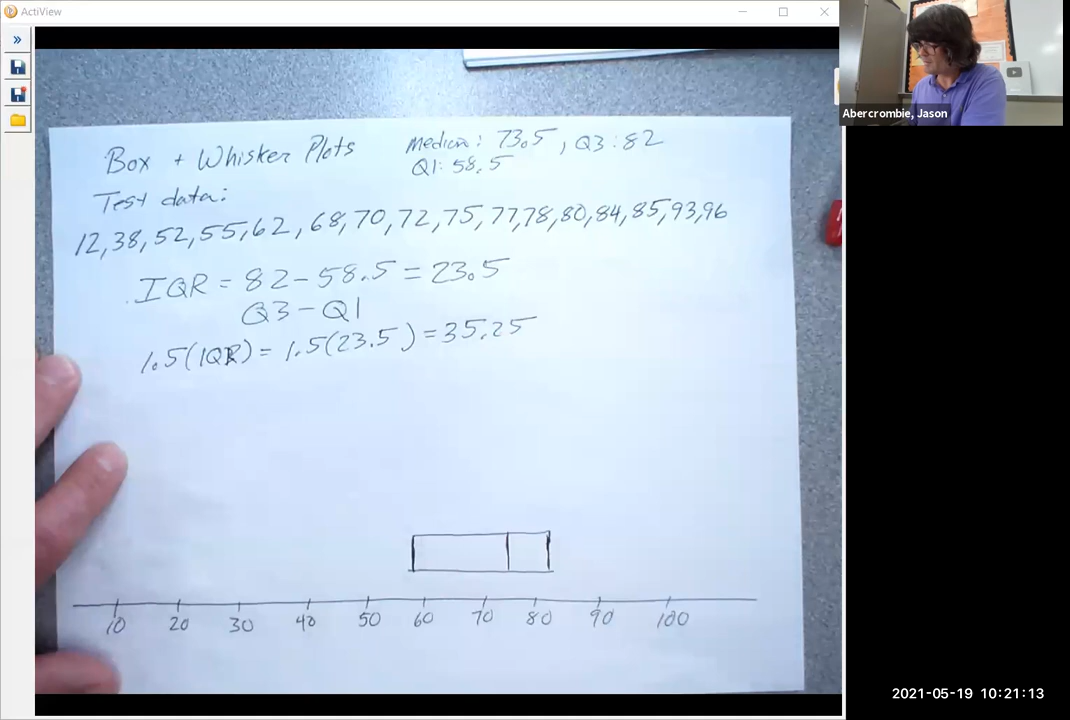 ActiView
»
Abercrombie, Jason
Box + Whisker Plots
Median: 73.5, Q3: 82
Q1: 58.5
Test data:
12, 38, 52, 55, 62, 68, 70, 72, 75, 77, 78, 80, 84, 85, 93, 96
IQR = 82 - 58.5 = 23.5
Q3 - Q1
1.5(IQR) = 1.5(23.5) = 35.25
10 20 30 40 50 60 70 80 90 100
2021-05-19 10:21:13